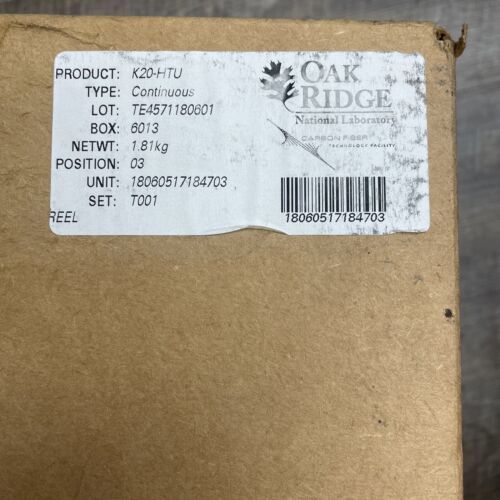 PRODUCT: K20-HTU
TYPE: Continuous
LOT: TE4571180601
BOX: 6013
NETWT: 1.81kg
POSITION: 03
UNIT: 18060517184703
SET: T001
REEL
OAK
RIDGE
National Laboratory
CARBON FIBER
TECHNOLOGY FACILITY
18060517184703